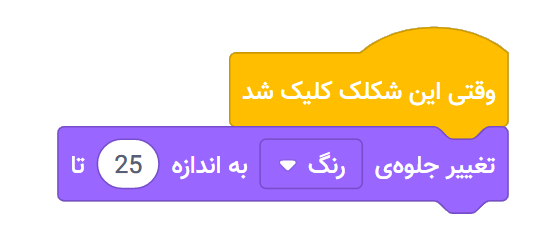 وقتی این شکلک کلیک شد
تغییر جلوه‌ی رنگ به اندازه 25 تا